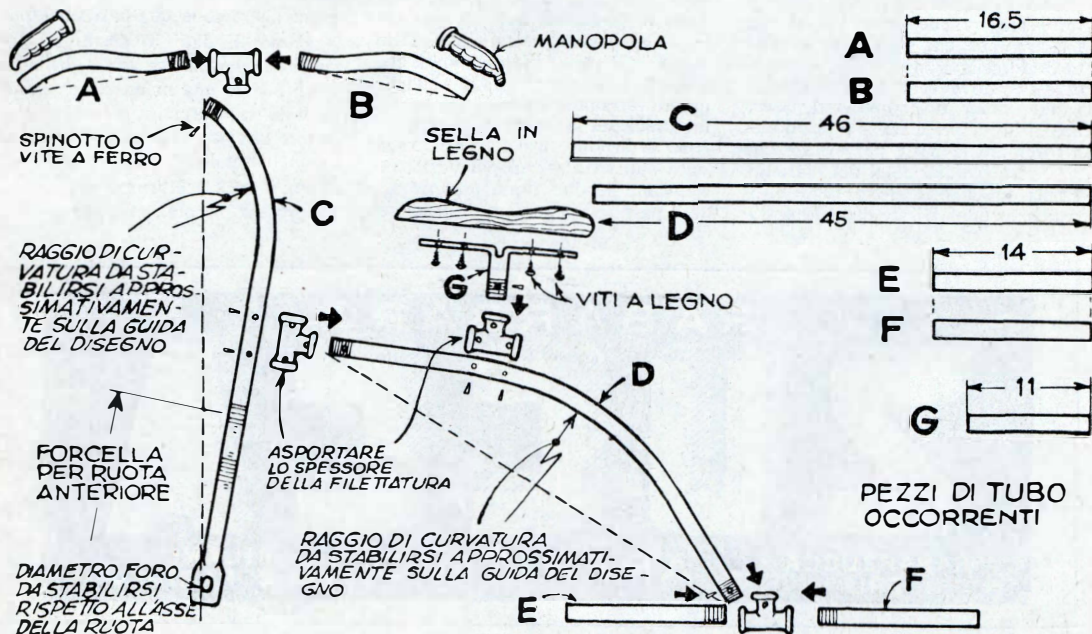 MANOPOLA
A
B
SPINOTTO O
VITE A FERRO
C
RAGGIO DI CUR-
VATURA DA STA-
BILIRSI APPROS-
SIMATIVAMEN-
TE SULLA GUIDA
DEL DISEGNO
FORCELLA
PER RUOTA
ANTERIORE
DIAMETRO FORO
DA STABILIRSI
RISPETTO ALL'ASSE
DELLA RUOTA
SELLA IN
LEGNO
G
VITI A LEGNO
D
ASPORTARE
LO SPESSORE
DELLA FILETTATURA
RAGGIO DI CURVATURA
DA STABILIRSI APPROSSIMATI-
VAMENTE SULLA GUIDA DEL DISE-
GNO
E
F
16.5
A
B
C
46
D
45
14
E
F
11
G
PEZZI DI TUBO
OCCORRENTI